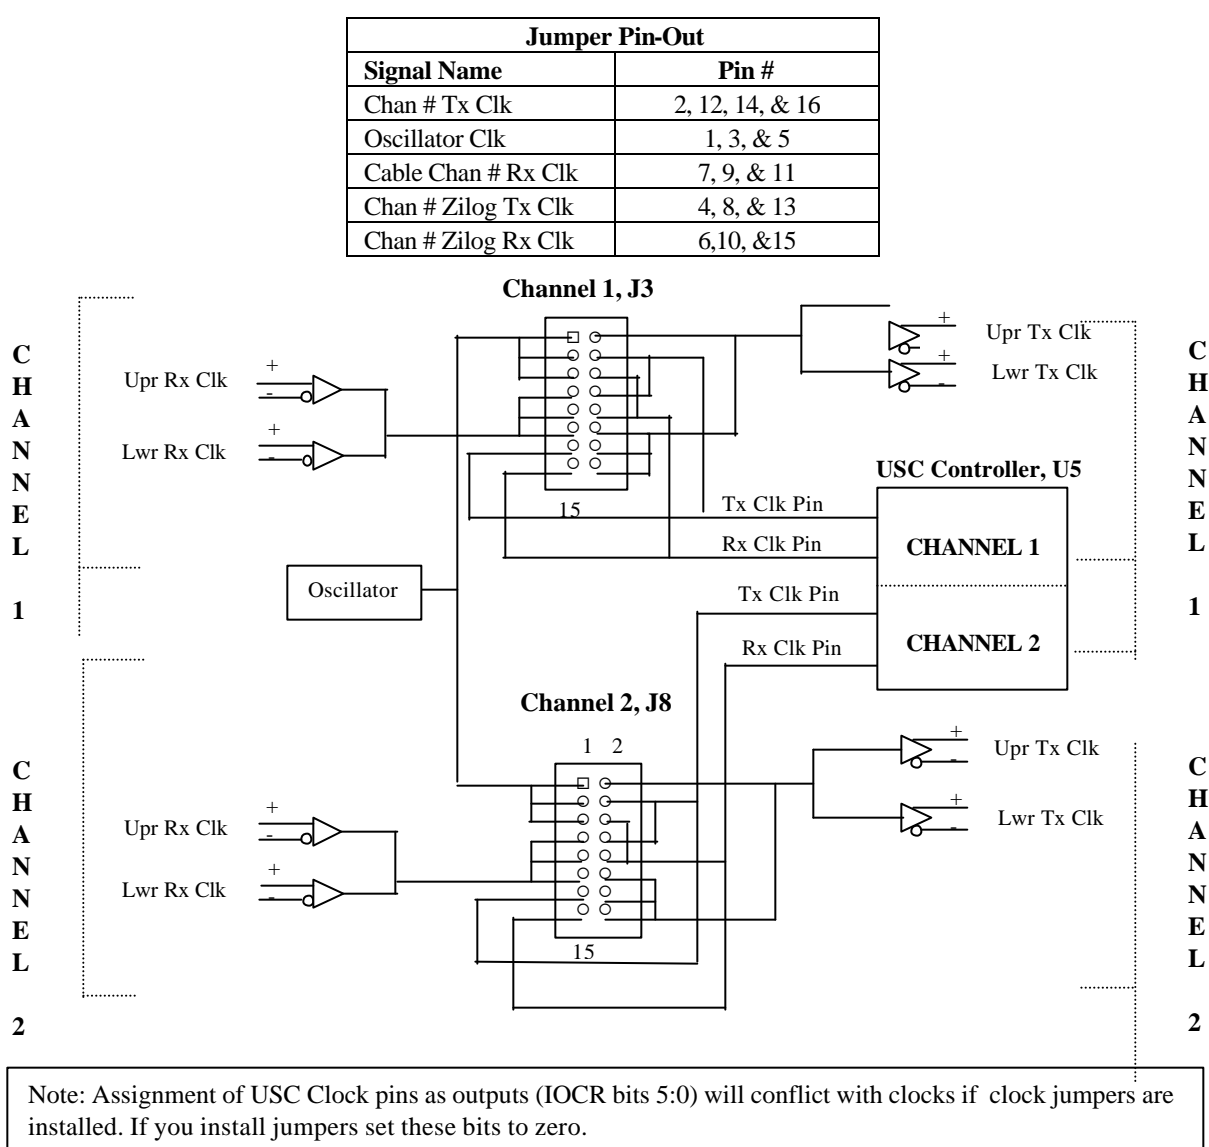 Jumper Pin-Out
Signal Name Pin #
Chan # Tx Clk 2, 12, 14, & 16
Oscillator Clk 1, 3, & 5
Cable Chan # Rx Clk 7, 9, & 11
Chan # Zilog Tx Clk 4, 8, & 13
Chan # Zilog Rx Clk 6,10, &15
Channel 1, J3
CHANNEL 1
Upr Rx Clk
+
-
Lwr Rx Clk
+
-
15
+
Upr Tx Clk
+
Lwr Tx Clk
-
CHANNEL 1
USC Controller, U5
Tx Clk Pin
Rx Clk Pin
CHANNEL 1
Oscillator
Tx Clk Pin
Rx Clk Pin
CHANNEL 2
Channel 2, J8
1 2
CHANNEL 2
Upr Rx Clk
+
-
Lwr Rx Clk
+
-
15
+
Upr Tx Clk
-
+
Lwr Tx Clk
-
CHANNEL 2
Note: Assignment of USC Clock pins as outputs (IOCR bits 5:0) will conflict with clocks if clock jumpers are
installed. If you install jumpers set these bits to zero.